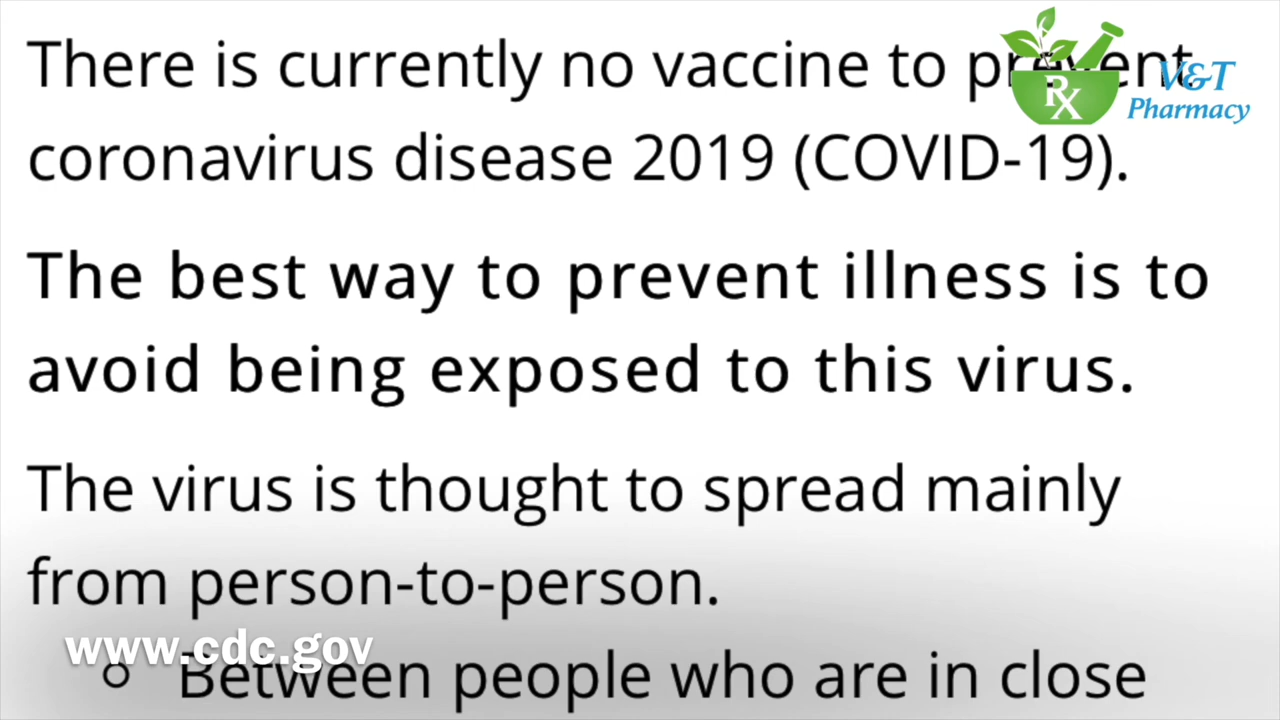 There is currently no vaccine to prevent
coronavirus disease 2019 (COVID-19).
The best way to prevent illness is to
avoid being exposed to this virus.
The virus is thought to spread mainly
from person-to-person.
Between people who are in close
www.cdc.gov
RX
V&T
Pharmacy